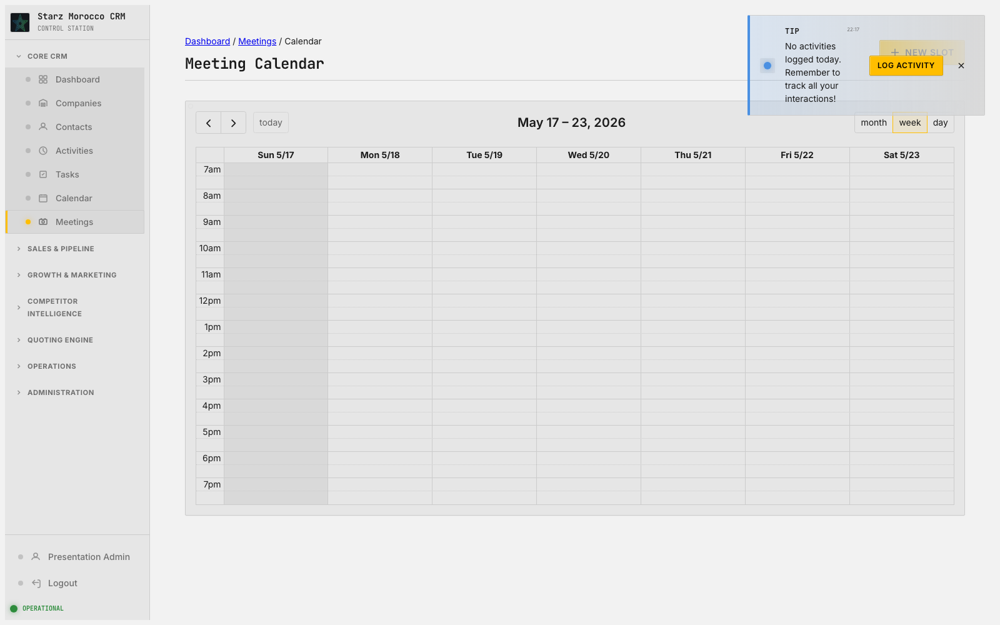 Starz Morocco CRM
CONTROL STATION
CORE CRM
Dashboard
Companies
Contacts
Activities
Tasks
Calendar
Meetings
SALES & PIPELINE
GROWTH & MARKETING
COMPETITOR
INTELLIGENCE
QUOTING ENGINE
OPERATIONS
ADMINISTRATION
Presentation Admin
Logout
OPERATIONAL
Dashboard / Meetings / Calendar
Meeting Calendar
NEW SLOT
TIP 22:17
No activities
logged today.
Remember to
track all your
interactions!
LOG ACTIVITY
today
May 17 – 23, 2026
month week day
Sun 5/17 Mon 5/18 Tue 5/19 Wed 5/20 Thu 5/21 Fri 5/22 Sat 5/23
7am
8am
9am
10am
11am
12pm
1pm
2pm
3pm
4pm
5pm
6pm
7pm